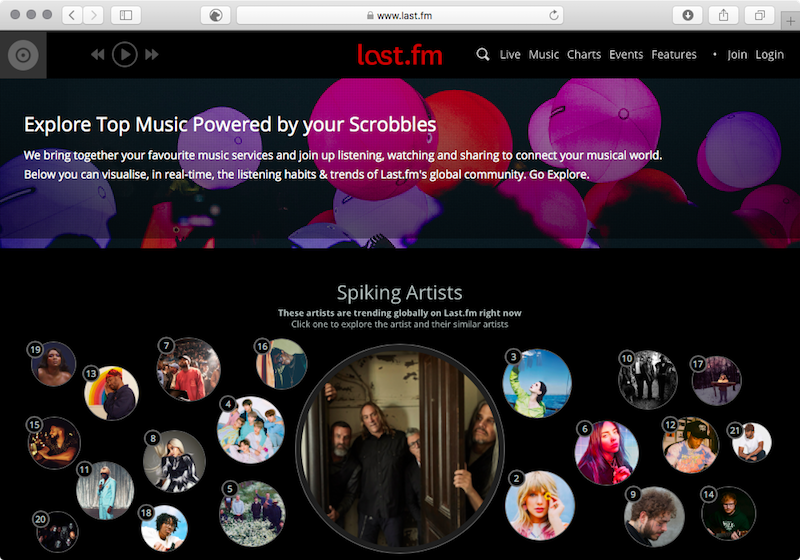 www.last.fm
last.fm
Live Music Charts Events Features • Join Login
Explore Top Music Powered by your Scrobbles
We bring together your favourite music services and join up listening, watching and sharing to connect your musical world.
Below you can visualise, in real-time, the listening habits & trends of Last.fm's global community. Go Explore.
Spiking Artists
These artists are trending globally on Last.fm right now
Click one to explore the artist and their similar artists
19
7
16
3
10
17
13
4
15
8
6
12
21
11
5
2
9
14
20
18